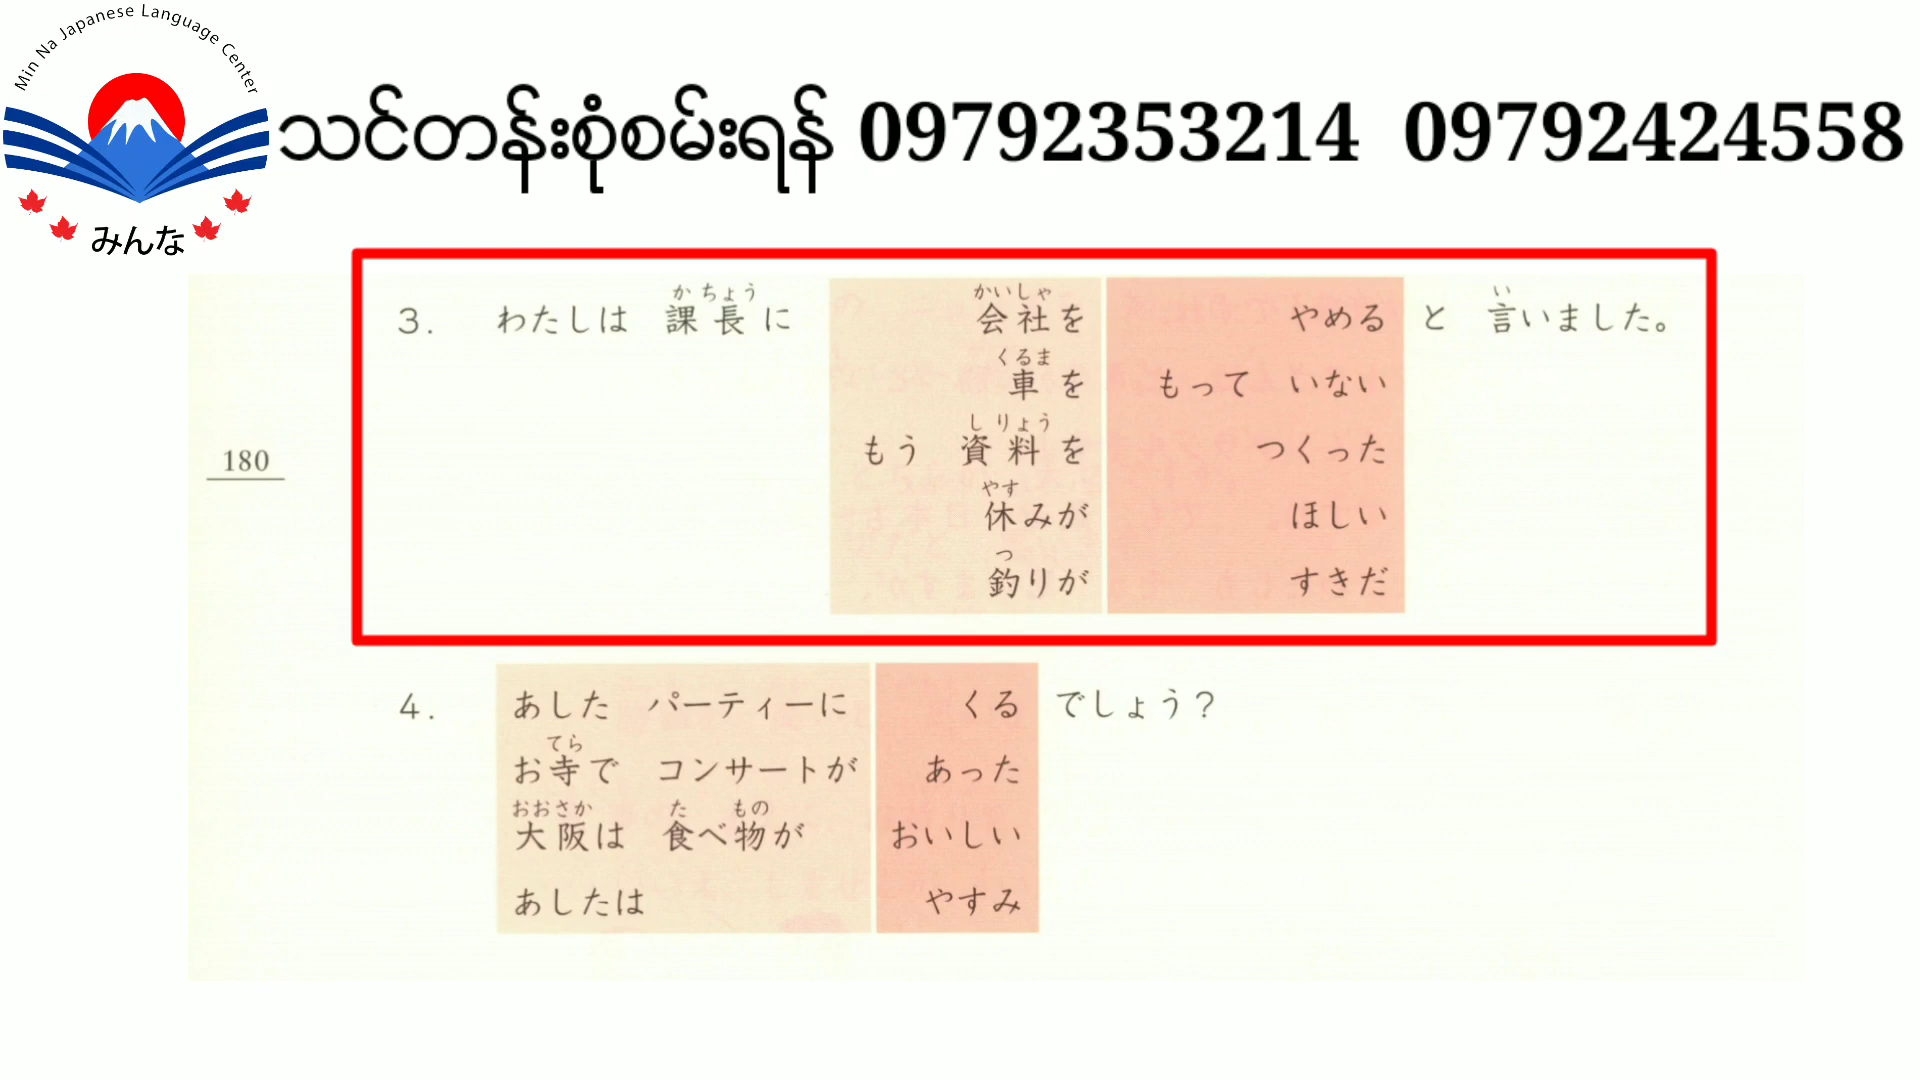 Min Na Japanese Language Center
みんな
သင်တန်းစုံစမ်းရန် 09792353214 09792424558
か ちょう かいしゃ い
3. わたしは 課長に 会社を やめる と 言いました。
くるま
車を もって いない
し りょう
もう 資料を つくった
やす
休みが ほしい
つ
釣りが すきだ
180
4. あした パーティーに くる でしょう?
てら
お寺で コンサートが あった
おおさか た もの
大阪は 食べ物が おいしい
あしたは やすみ